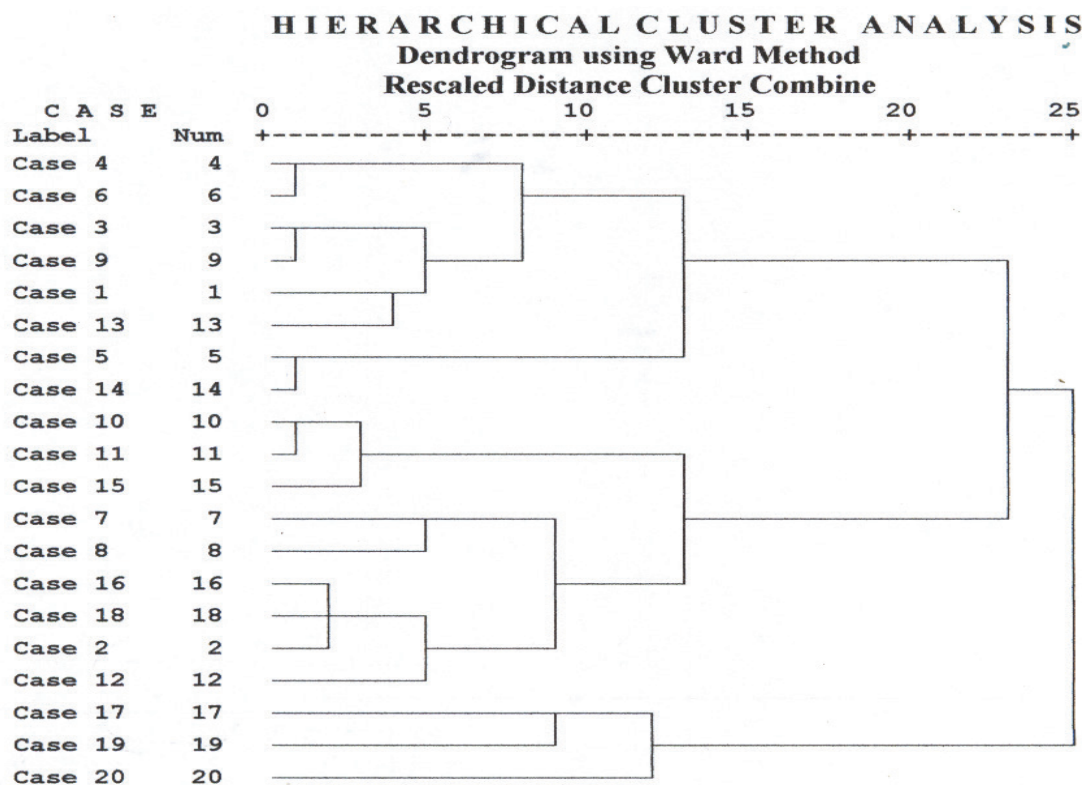 HIERARCHICAL CLUSTER ANALYSIS
Dendrogram using Ward Method
Rescaled Distance Cluster Combine
C A S E 0 5 10 15 20 25
Label Num
Case 4 4
Case 6 6
Case 3 3
Case 9 9
Case 1 1
Case 13 13
Case 5 5
Case 14 14
Case 10 10
Case 11 11
Case 15 15
Case 7 7
Case 8 8
Case 16 16
Case 18 18
Case 2 2
Case 12 12
Case 17 17
Case 19 19
Case 20 20